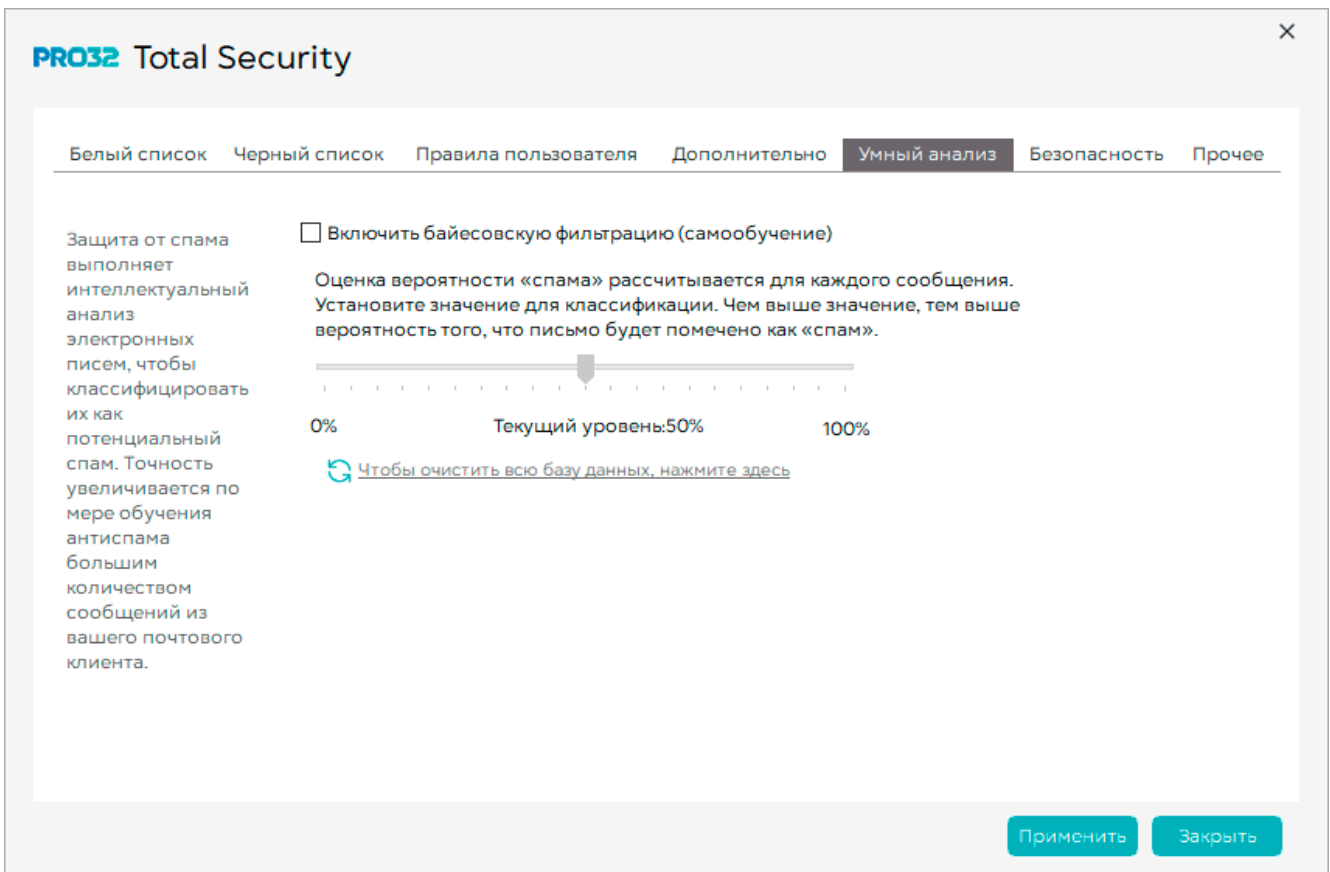 PRO32 Total Security
Белый список Черный список Правила пользователя Дополнительно Умный анализ Безопасность Прочее
Защита от спама
выполняет
интеллектуальный
анализ
электронных
писем, чтобы
классифицировать
их как
потенциальный
спам. Точность
увеличивается по
мере обучения
антиспама
большим
количеством
сообщений из
вашего почтового
клиента.
Включить байесовскую фильтрацию (самообучение)
Оценка вероятности «спама» рассчитывается для каждого сообщения.
Установите значение для классификации. Чем выше значение, тем выше
вероятность того, что письмо будет помечено как «спам».
0% Текущий уровень:50% 100%
Чтобы очистить всю базу данных, нажмите здесь
Применить Закрыть